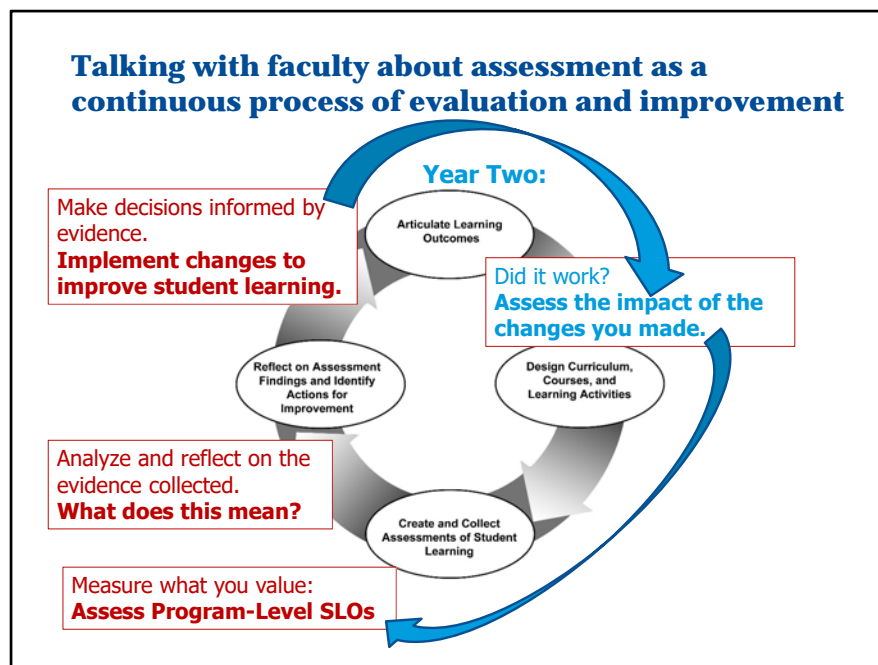 Talking with faculty about assessment as a
continuous process of evaluation and improvement
Year Two:
Make decisions informed by
evidence.
Implement changes to
improve student learning.
Articulate Learning
Outcomes
Did it work?
Assess the impact of the
changes you made.
Reflect on Assessment
Findings and Identify
Actions for
Improvement
Design Curriculum,
Courses, and
Learning Activities
Analyze and reflect on the
evidence collected.
What does this mean?
Create and Collect
Assessments of Student
Learning
Measure what you value:
Assess Program-Level SLOs